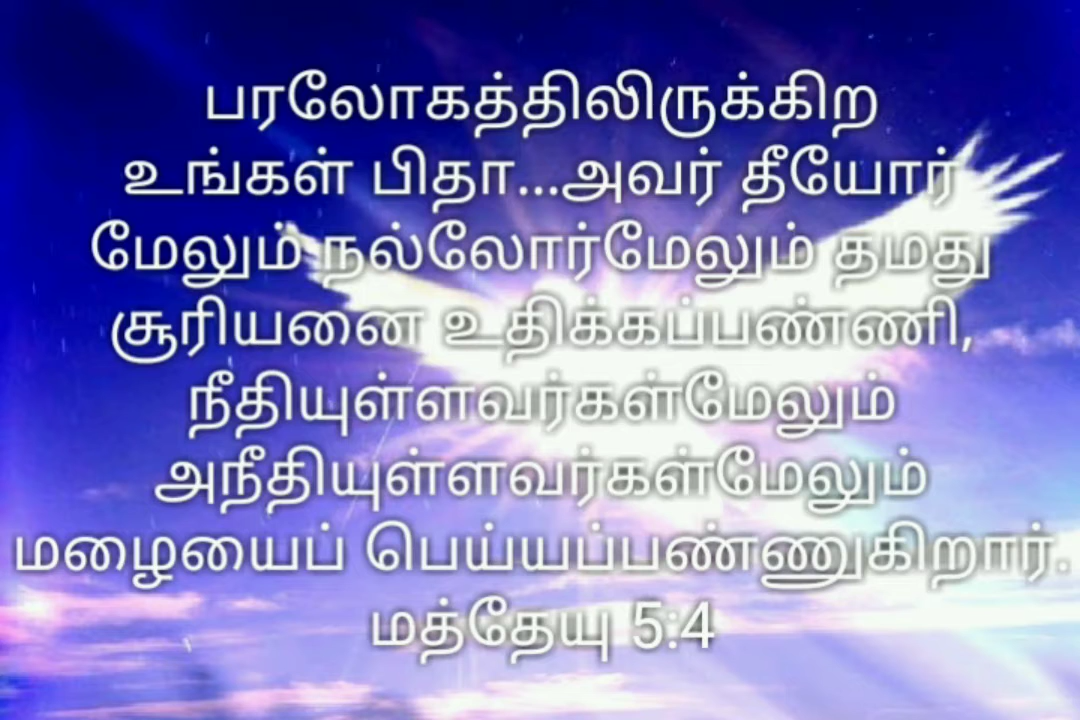 பரலோகத்திலிருக்கிற
உங்கள் பிதா...அவர் தீயோர்
மேலும் நல்லோர்மேலும் தமது
சூரியனை உதிக்கப்பண்ணி,
நீதியுள்ளவர்கள்மேலும்
அநீதியுள்ளவர்கள்மேலும்
மழையைப் பெய்யப்பண்ணுகிறார்.
மத்தேயு 5:4